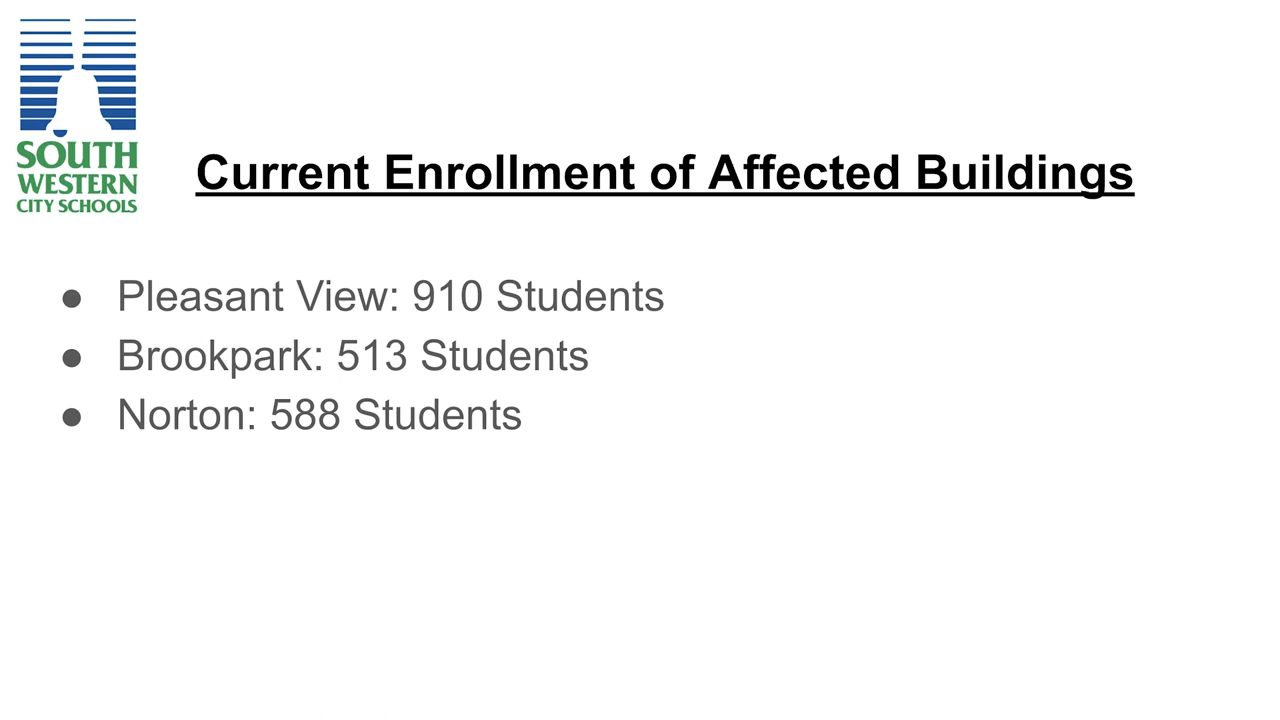 SOUTH
WESTERN
CITY SCHOOLS
Current Enrollment of Affected Buildings
● Pleasant View: 910 Students
● Brookpark: 513 Students
● Norton: 588 Students